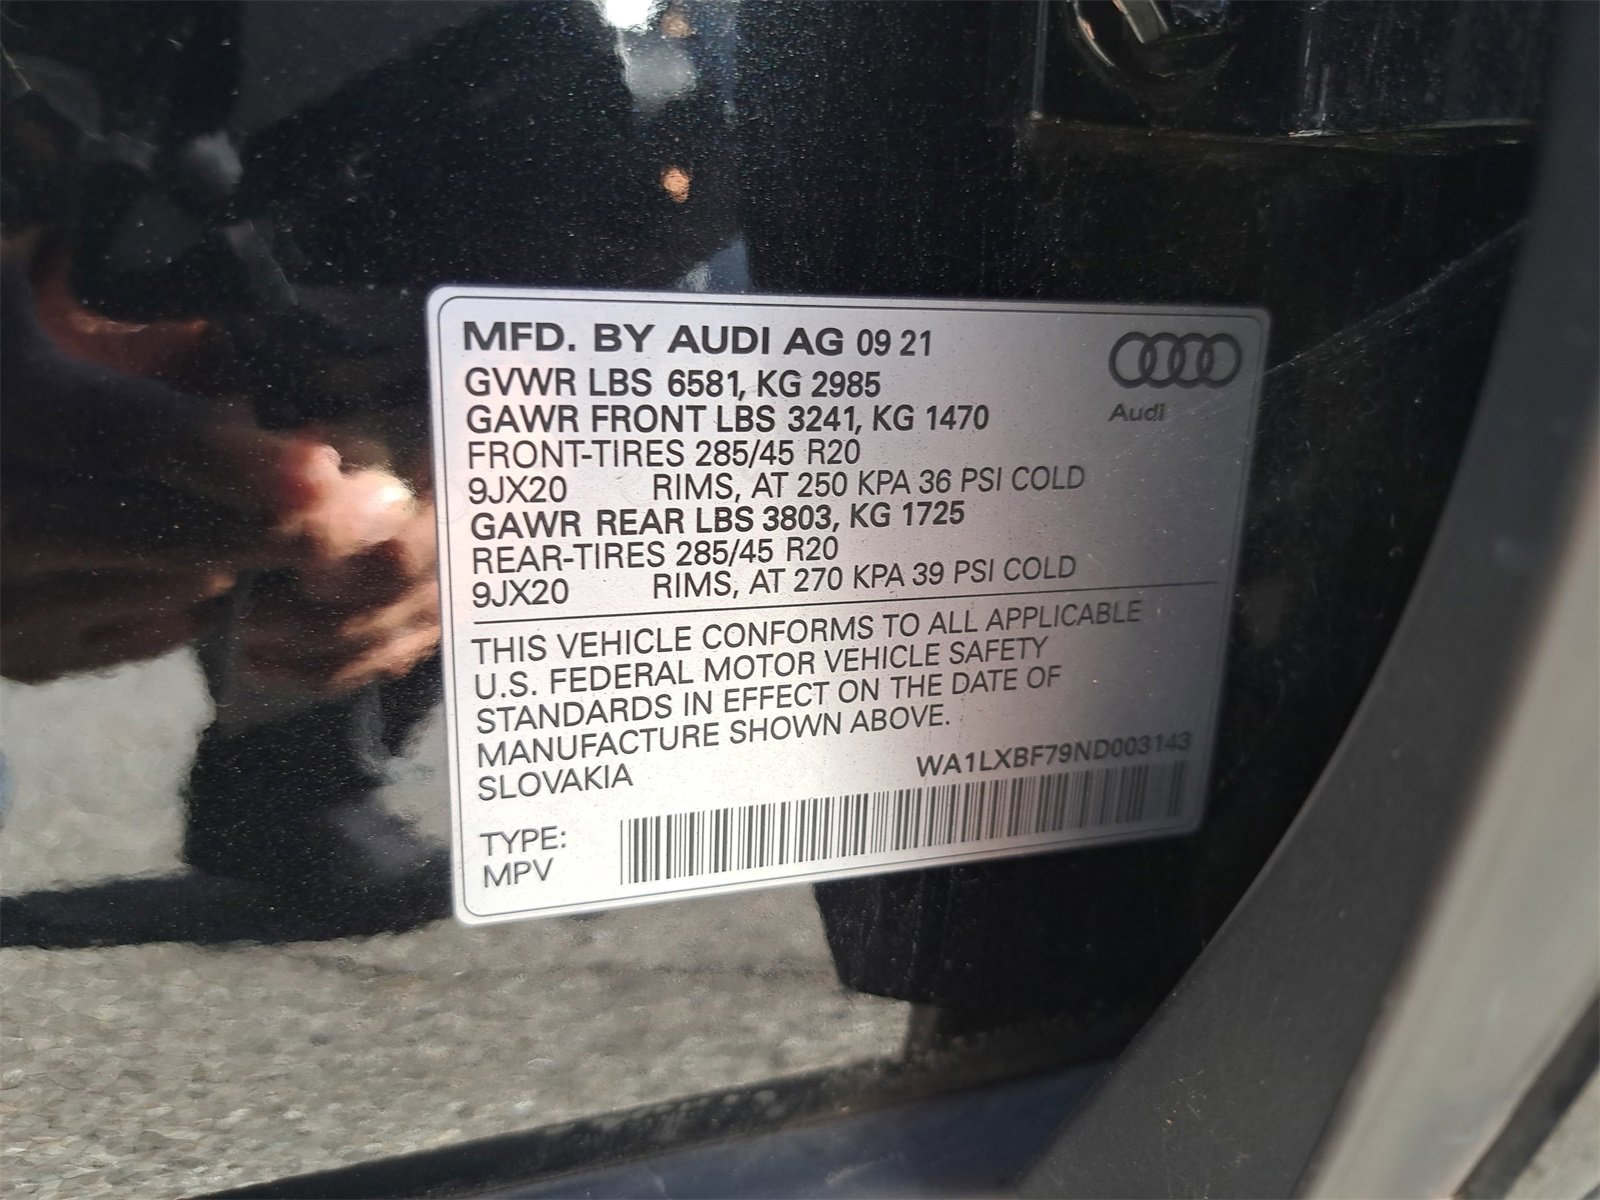 MFD. BY AUDI AG 09 21
GVWR LBS 6581, KG 2985
GAWR FRONT LBS 3241, KG 1470
FRONT-TIRES 285/45 R20
9JX20 RIMS, AT 250 KPA 36 PSI COLD
GAWR REAR LBS 3803, KG 1725
REAR-TIRES 285/45 R20
9JX20 RIMS, AT 270 KPA 39 PSI COLD
Audi
THIS VEHICLE CONFORMS TO ALL APPLICABLE
U.S. FEDERAL MOTOR VEHICLE SAFETY
STANDARDS IN EFFECT ON THE DATE OF
MANUFACTURE SHOWN ABOVE.
SLOVAKIA
WA1LXBF79ND003143
TYPE:
MPV